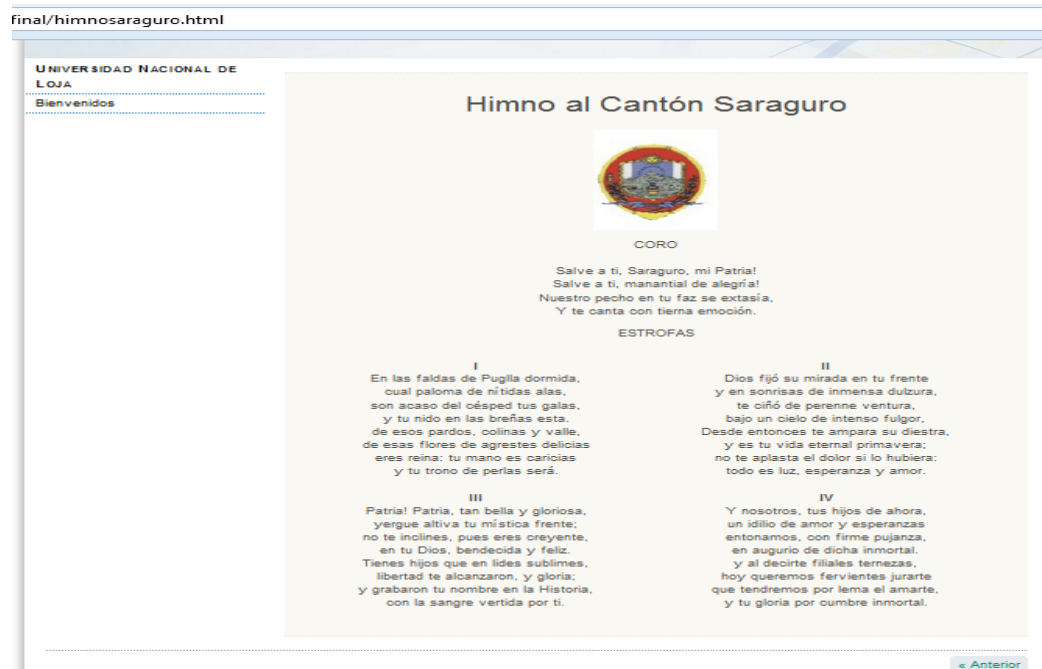 final/himnosaraguro.html
UNIVERSIDAD NACIONAL DE
LOJA
Bienvenidos
Himno al Cantón Saraguro
CORO
Salve a ti, Saraguro, mi Patria!
Salve a ti, manantial de alegría!
Nuestro pecho en tu faz se extasía,
Y te canta con tierna emoción.
ESTROFAS
I
En las faldas de Puglla dormida,
cual paloma de nítidas alas,
son acaso del césped tus galas,
y tu nido en las breñas esta.
de esos pardos, colinas y valle,
de esas flores de agrestes delicias
eres reina: tu mano es caricias
y tu trono de perlas será.
II
Dios fijó su mirada en tu frente
y en sonrisas de inmensa dulzura,
te ciñó de perenne ventura,
bajo un cielo de intenso fulgor,
Desde entonces te ampara su diestra,
y es tu vida eternal primavera;
no te aplasta el dolor si lo hubiera:
todo es luz, esperanza y amor.
III
Patria! Patria, tan bella y gloriosa,
yergue altiva tu mística frente;
no te inclines, pues eres creyente,
en tu Dios, bendecida y feliz.
Tienes hijos que en lides sublimes,
libertad te alcanzaron, y gloria;
y grabaron tu nombre en la Historia,
con la sangre vertida por ti.
IV
Y nosotros, tus hijos de ahora,
un idilio de amor y esperanzas
entonamos, con firme pujanza,
en augurio de dicha inmortal.
y al decirte filiales ternezas,
hoy queremos fervientes jurarte
que tendremos por lema el amarte,
y tu gloria por cumbre inmortal.
« Anterior